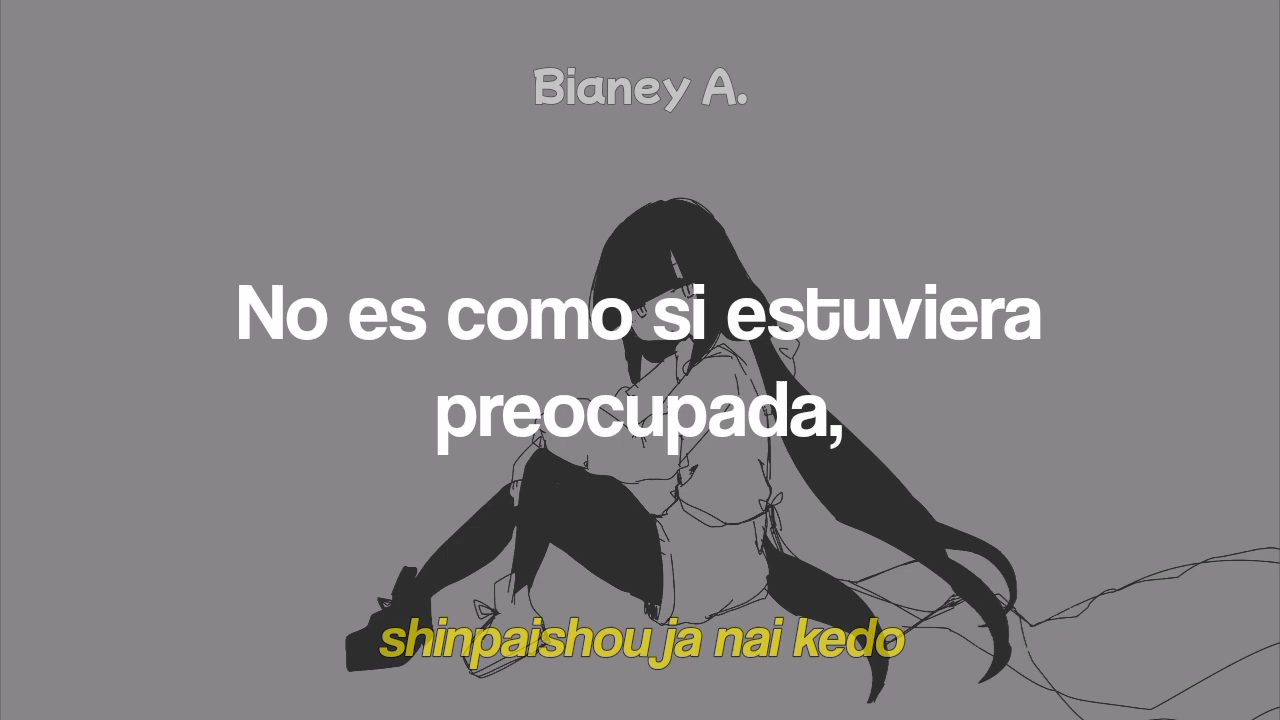 Bianey A.
No es como si estuviera
preocupada,
shinpaishou ja nai kedo